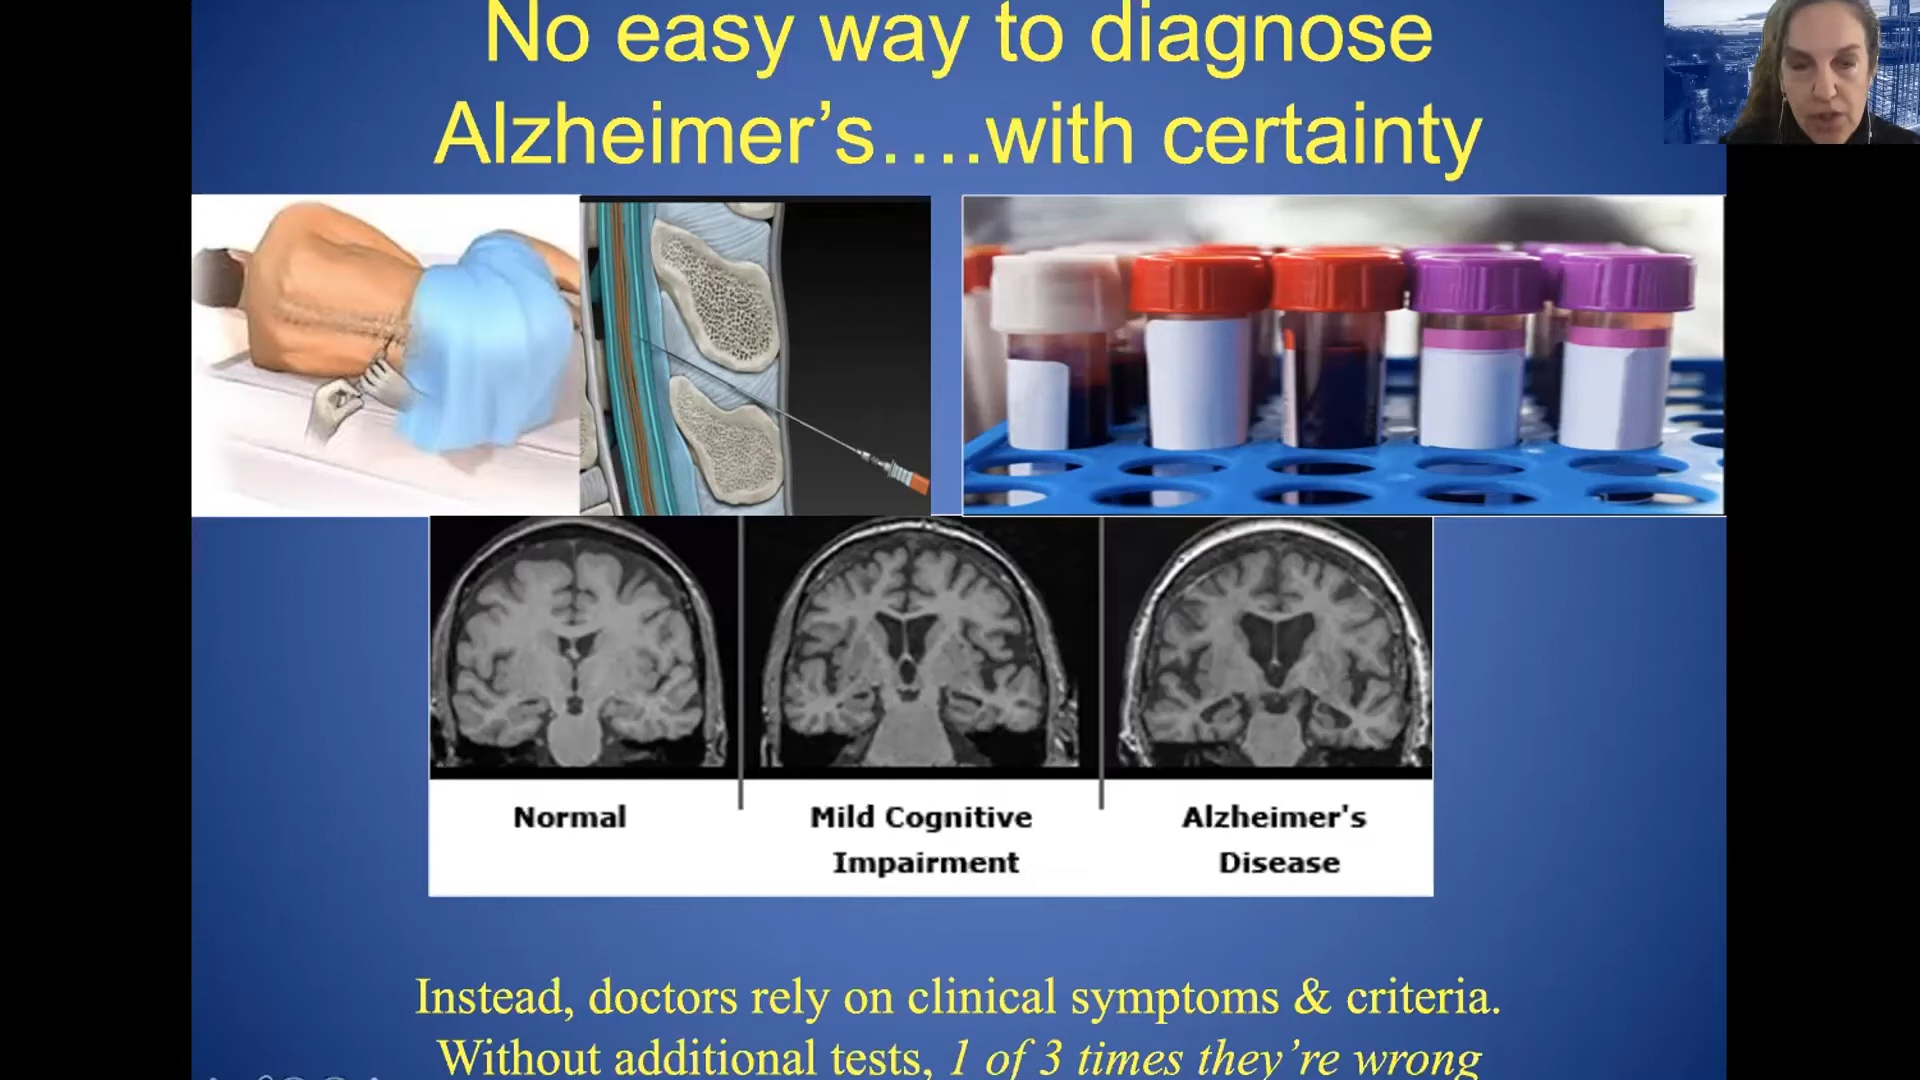 No easy way to diagnose
Alzheimer’s….with certainty
Normal
Mild Cognitive
Impairment
Alzheimer's
Disease
Instead, doctors rely on clinical symptoms & criteria.
Without additional tests, 1 of 3 times they’re wrong